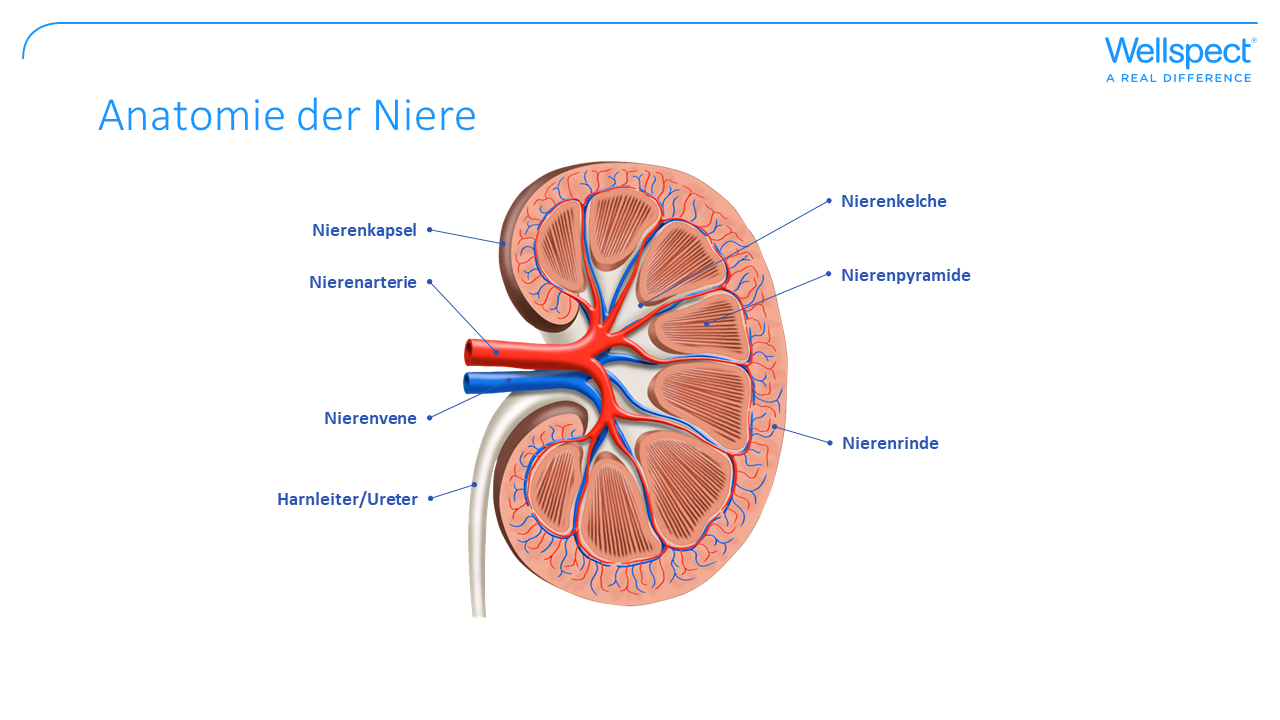 Wellspect®
A REAL DIFFERENCE
Anatomie der Niere
Nierenkapsel
Nierenarterie
Nierenvene
Harnleiter/Ureter
Nierenkelche
Nierenpyramide
Nierenrinde